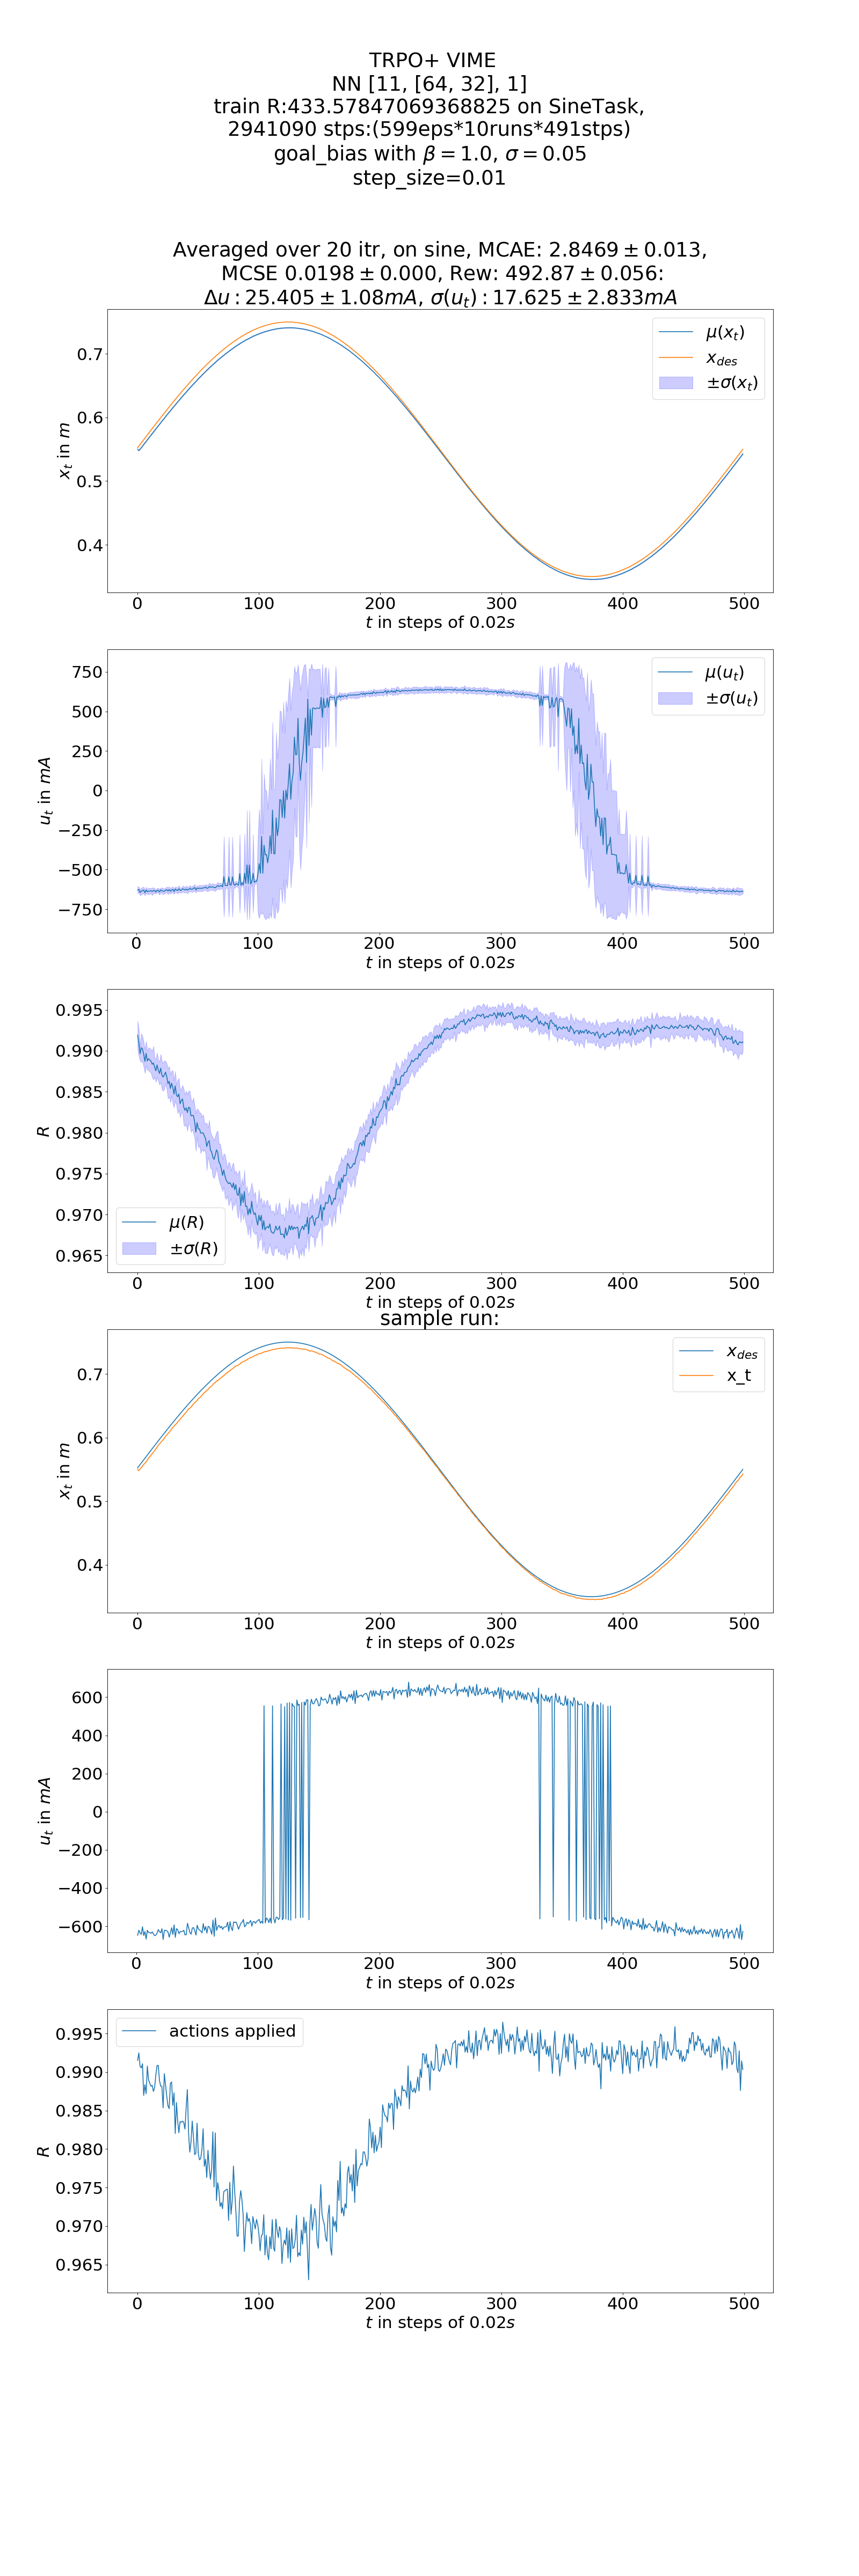 TRPO+ VIME
NN [11, [64, 32], 1]
train R:433.57847069368825 on SineTask,
2941090 stps:(599eps*10runs*491stps)
goal_bias with β = 1.0, σ = 0.05
step_size=0.01
Averaged over 20 itr, on sine, MCAE: 2.8469 ± 0.013,
MCSE 0.0198 ± 0.000, Rew: 492.87 ± 0.056:
Δu : 25.405 ± 1.08mA, σ(u_t) : 17.625 ± 2.833mA
μ(x_t)
x_des
±σ(x_t)
x_t in m
0.7
0.6
0.5
0.4
0 100 200 300 400 500
t in steps of 0.02s
μ(u_t)
±σ(u_t)
u_t in mA
750
500
250
0
−250
−500
−750
0 100 200 300 400 500
t in steps of 0.02s
R
0.995
0.990
0.985
0.980
0.975
0.970
0.965
μ(R)
±σ(R)
0 100 200 300 400 500
t in steps of 0.02s
sample run:
x_des
x_t
x_t in m
0.7
0.6
0.5
0.4
0 100 200 300 400 500
t in steps of 0.02s
u_t in mA
600
400
200
0
−200
−400
−600
0 100 200 300 400 500
t in steps of 0.02s
actions applied
R
0.995
0.990
0.985
0.980
0.975
0.970
0.965
0 100 200 300 400 500
t in steps of 0.02s